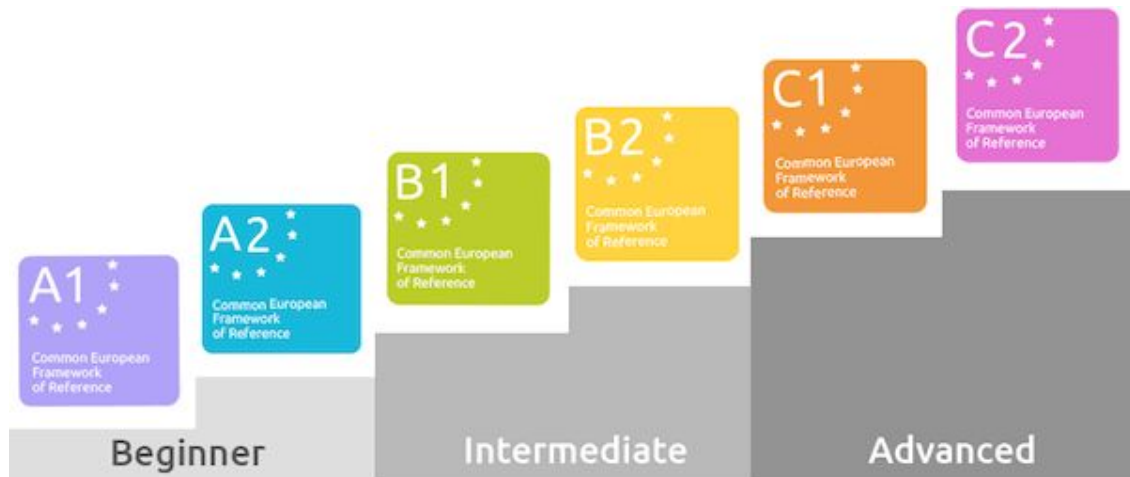 A1
Common European
Framework
of Reference
A2
Common European
Framework
of Reference
B1
Common European
Framework
of Reference
B2
Common European
Framework
of Reference
C1
Common European
Framework
of Reference
C2
Common European
Framework
of Reference
Beginner
Intermediate
Advanced